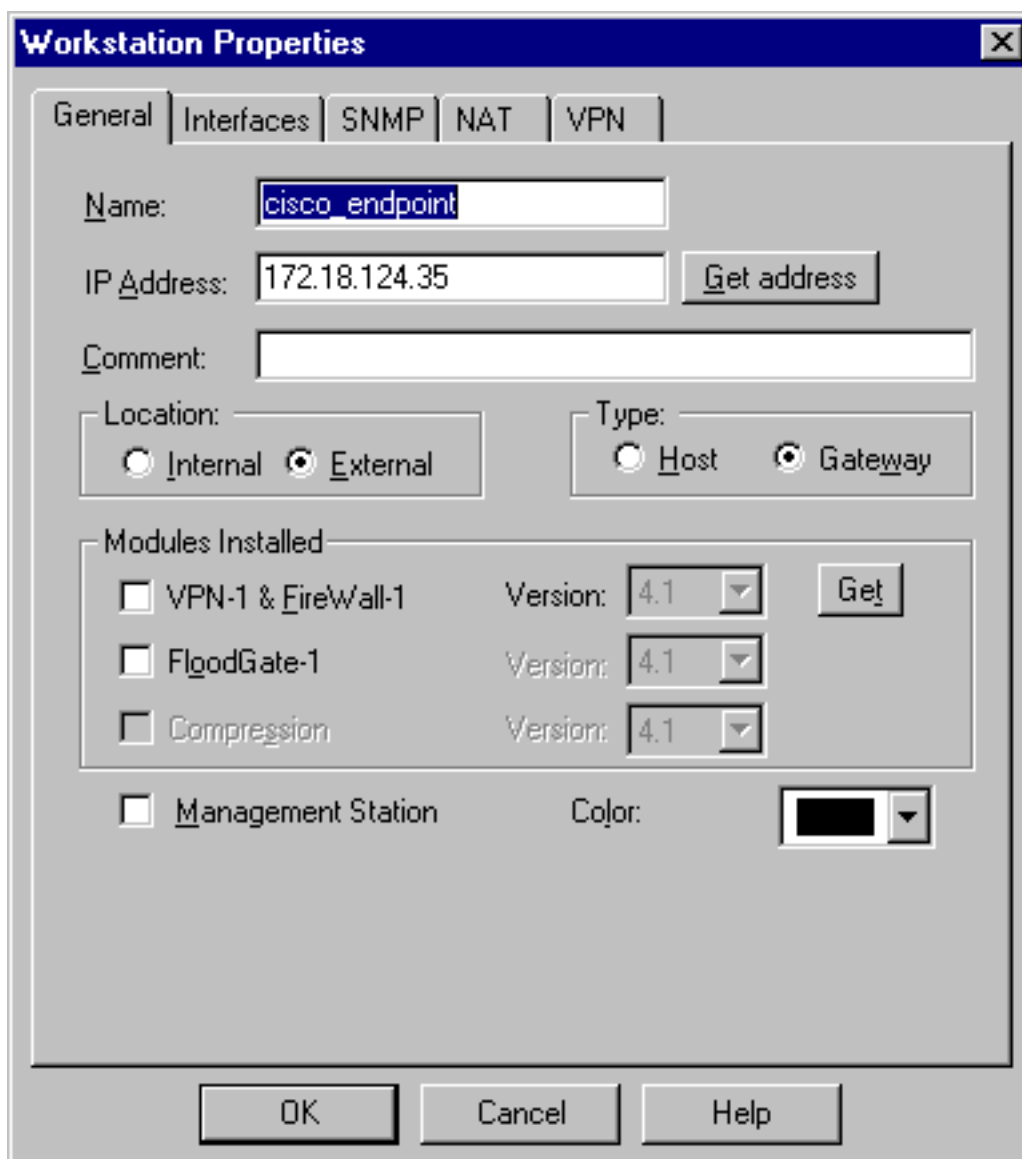 Workstation Properties
General Interfaces SNMP NAT VPN
Name: cisco_endpoint
IP Address: 172.18.124.35 Get address
Comment:
Location: Type:
Internal External Host Gateway
Modules Installed
VPN-1 & FireWall-1 Version: 4.1 Get
FloodGate-1 Version: 4.1
Compression Version: 4.1
Management Station Color:
OK Cancel Help